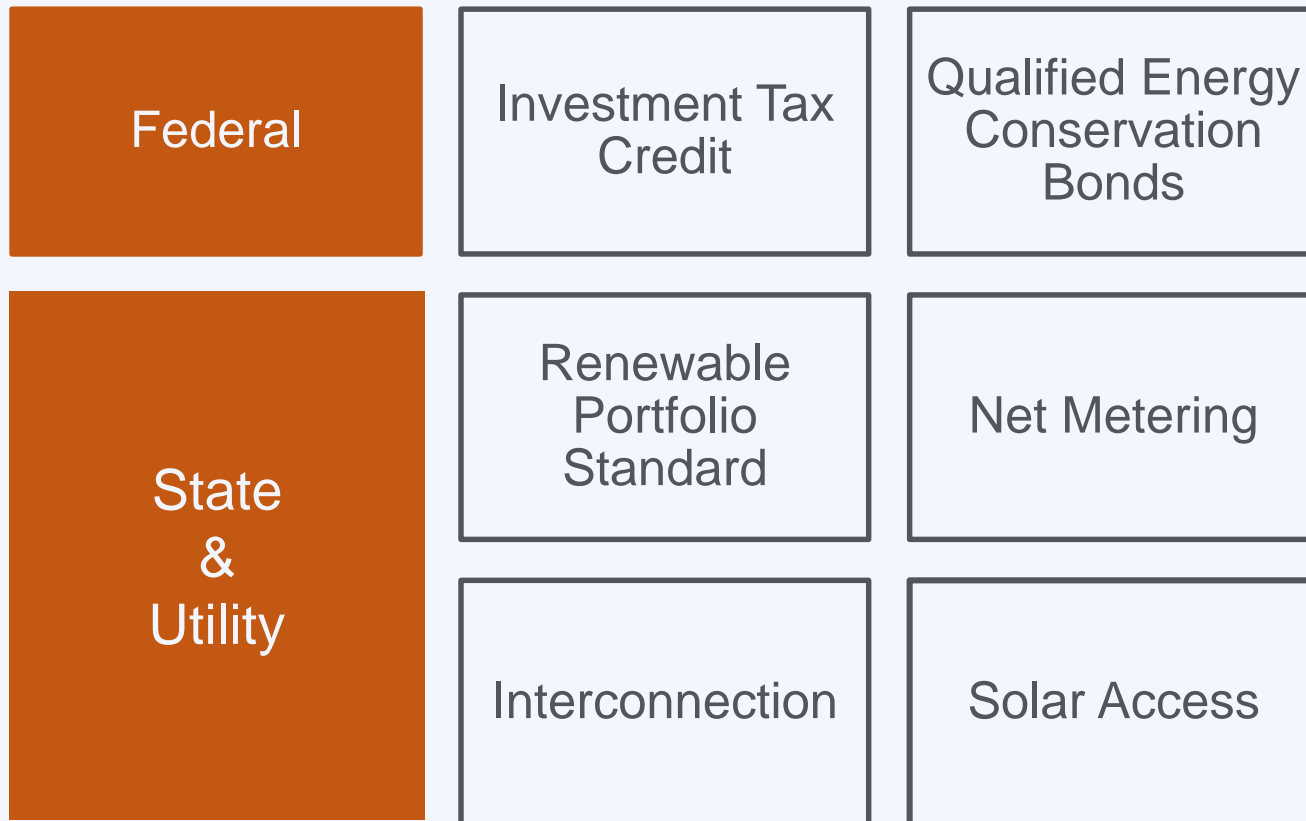 Federal
Investment Tax
Credit
Qualified Energy
Conservation
Bonds
State
&
Utility
Renewable
Portfolio
Standard
Net Metering
Interconnection
Solar Access